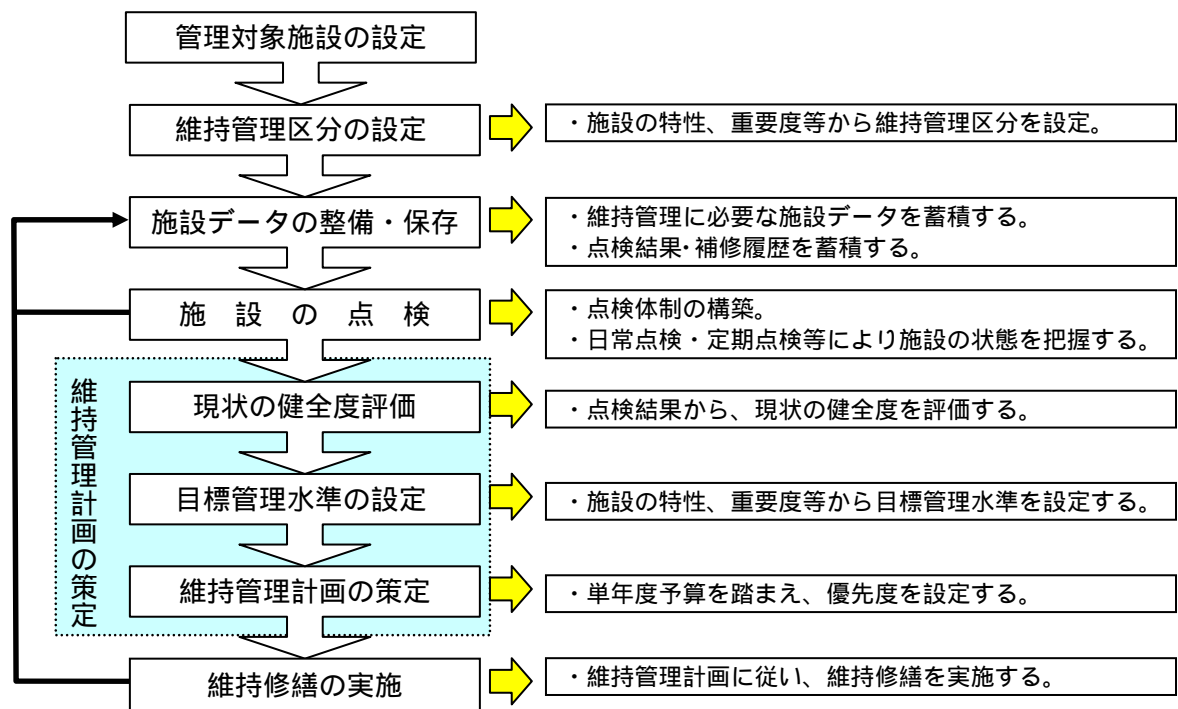 管理対象施設の設定
維持管理区分の設定
・施設の特性、重要度等から維持管理区分を設定。
施設データの整備・保存
・維持管理に必要な施設データを蓄積する。
・点検結果・補修履歴を蓄積する。
施 設 の 点 検
・点検体制の構築。
・日常点検・定期点検等により施設の状態を把握する。
維持管理計画の策定
現状の健全度評価
・点検結果から、現状の健全度を評価する。
目標管理水準の設定
・施設の特性、重要度等から目標管理水準を設定する。
維持管理計画の策定
・単年度予算を踏まえ、優先度を設定する。
維持修繕の実施
・維持管理計画に従い、維持修繕を実施する。